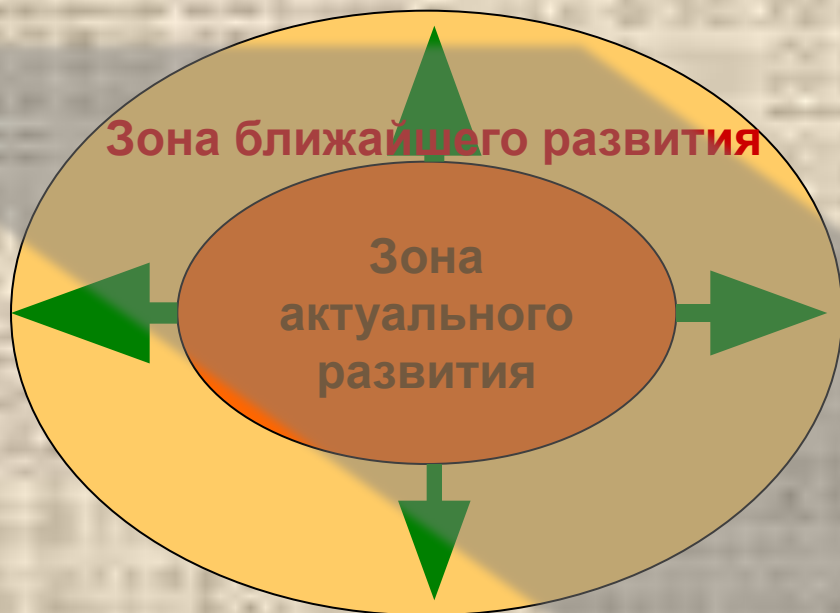 Зона ближайшего развития
Зона
актуального
развития